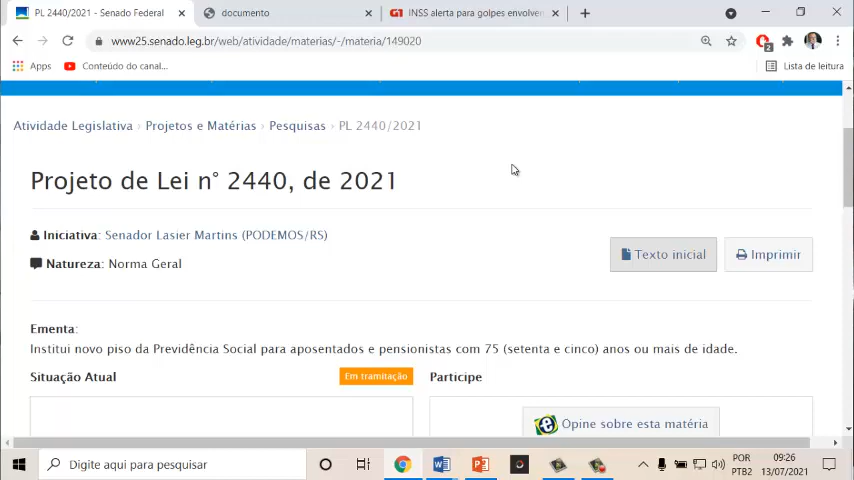 PL 2440/2021 - Senado Federal
documento
INSS alerta para golpes envolven
www25.senado.leg.br/web/atividade/materias/-/materia/149020
Apps
Conteúdo do canal...
Lista de leitura
Atividade Legislativa › Projetos e Matérias › Pesquisas › PL 2440/2021
Projeto de Lei n° 2440, de 2021
Iniciativa: Senador Lasier Martins (PODEMOS/RS)
Natureza: Norma Geral
Texto inicial
Imprimir
Ementa:
Institui novo piso da Previdência Social para aposentados e pensionistas com 75 (setenta e cinco) anos ou mais de idade.
Situação Atual
Em tramitação
Participe
Opine sobre esta matéria
Digite aqui para pesquisar
POR
PTB2
09:26
13/07/2021